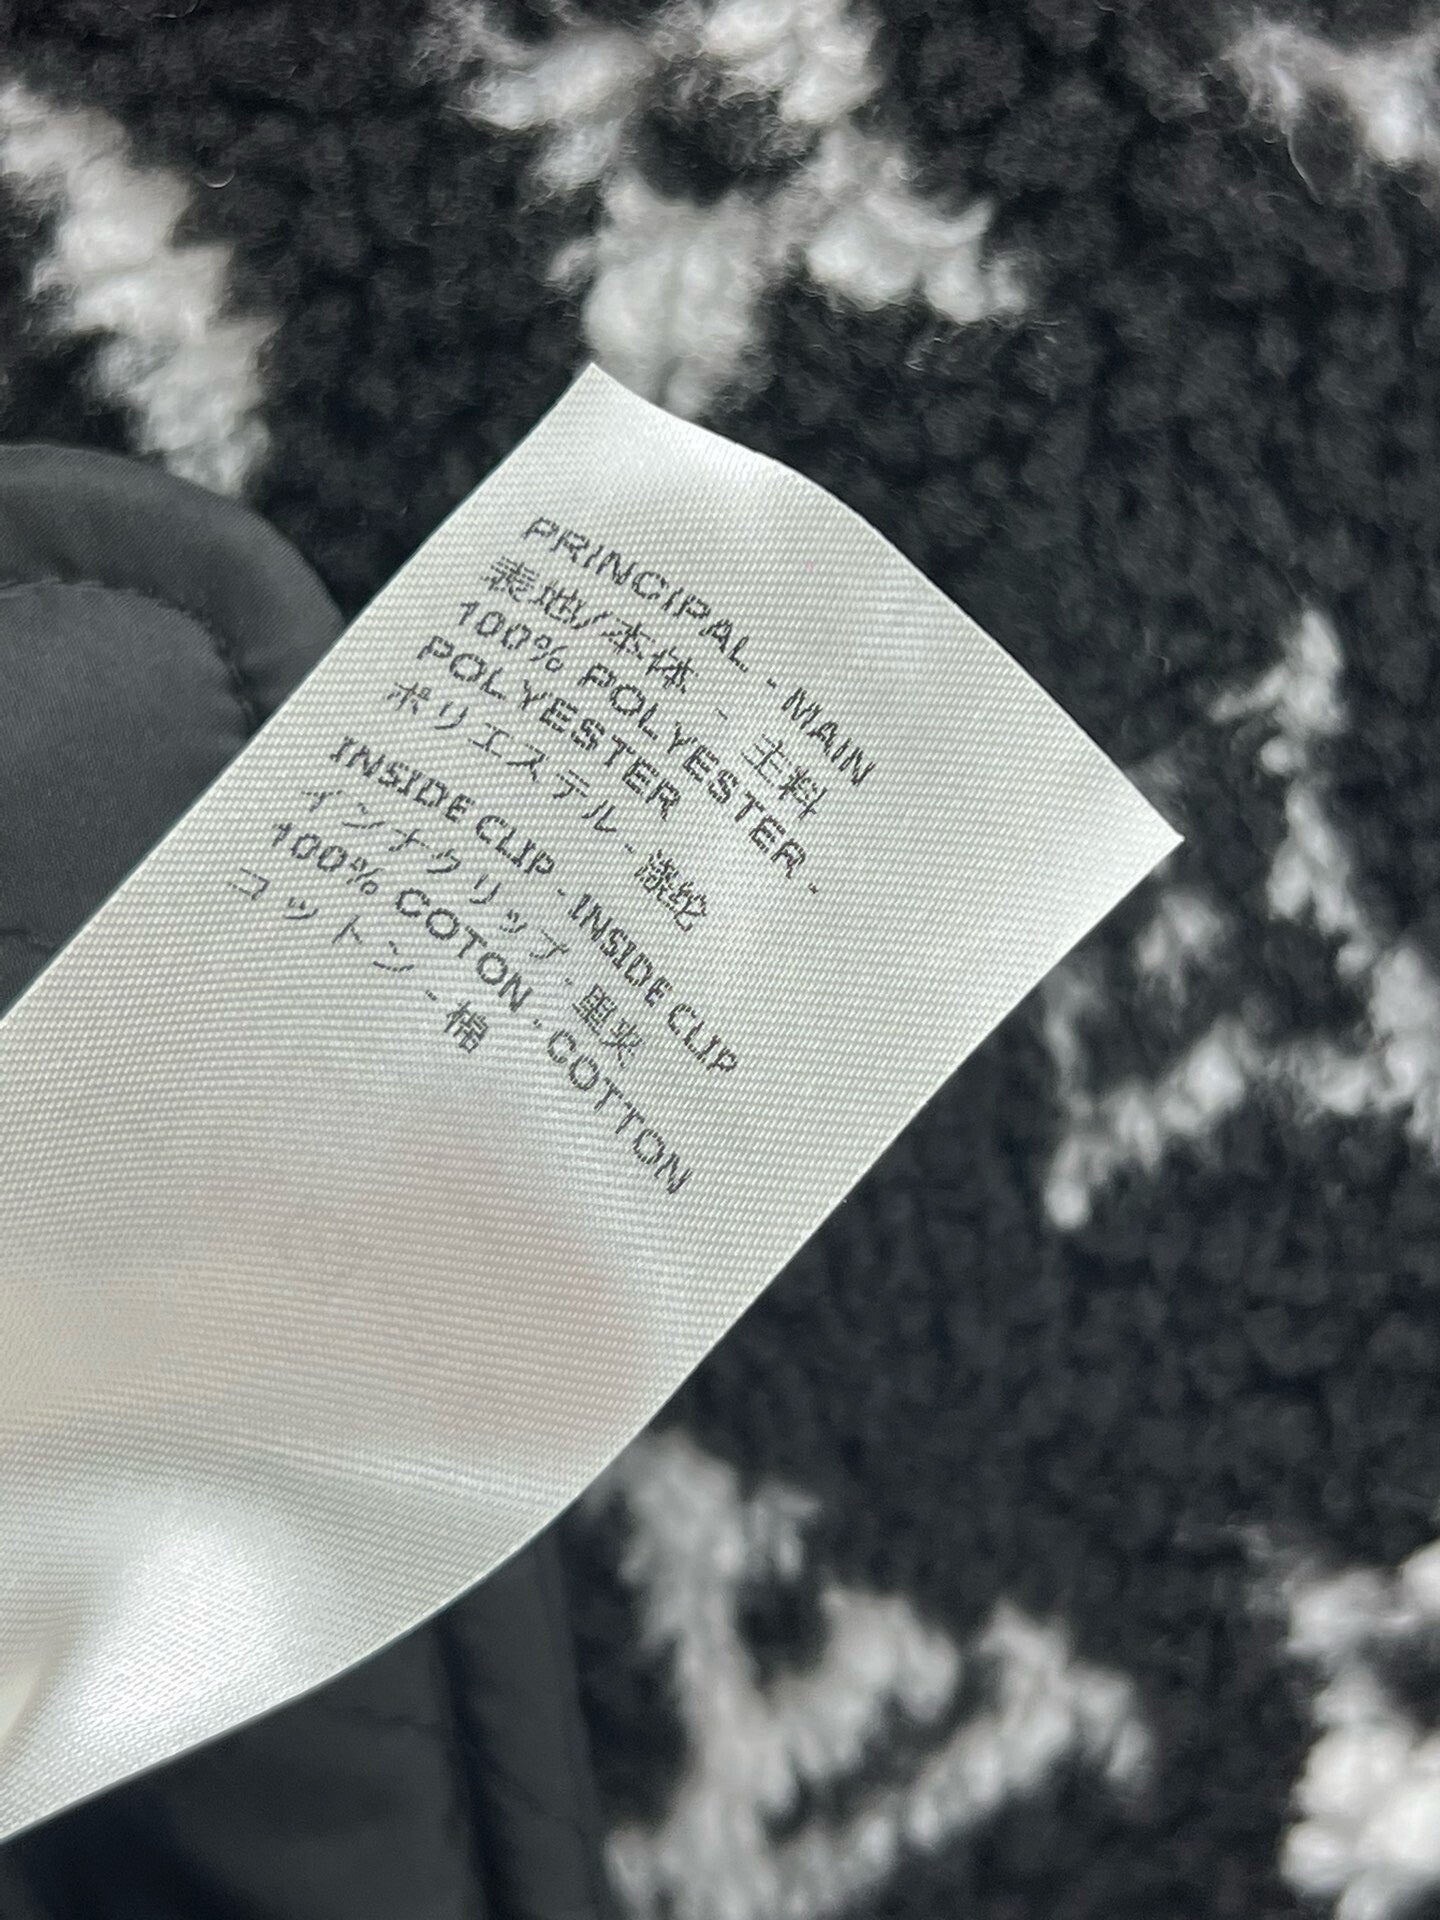 PRINCIPAL - MAIN
表地/本体 - 主料
100% POLYESTER -
POLYESTER
ポリエステル - 涤纶
INSIDE CLIP - INSIDE CLIP
インナクリップ - 里夹
100% COTON - COTTON
コットン - 棉